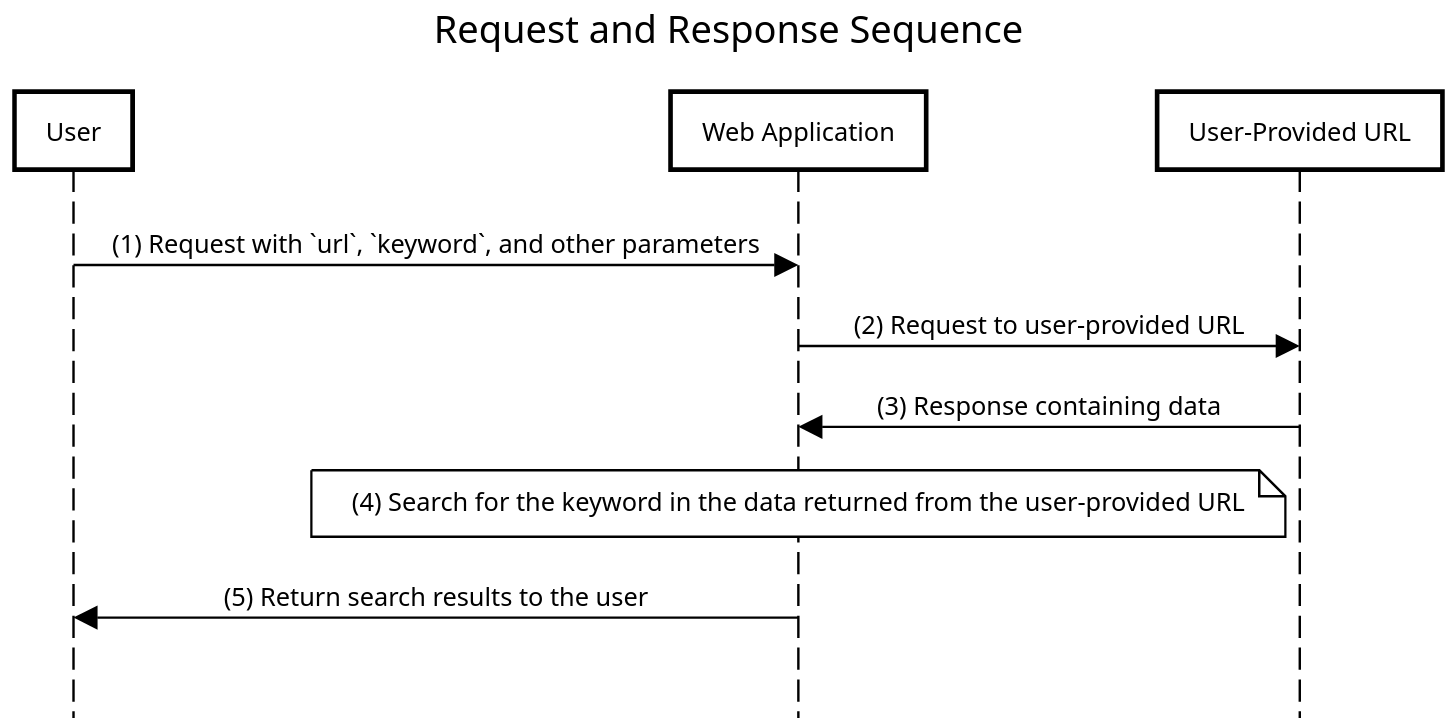 Request and Response Sequence
User
Web Application
User-Provided URL
(1) Request with `url`, `keyword`, and other parameters
(2) Request to user-provided URL
(3) Response containing data
(4) Search for the keyword in the data returned from the user-provided URL
(5) Return search results to the user